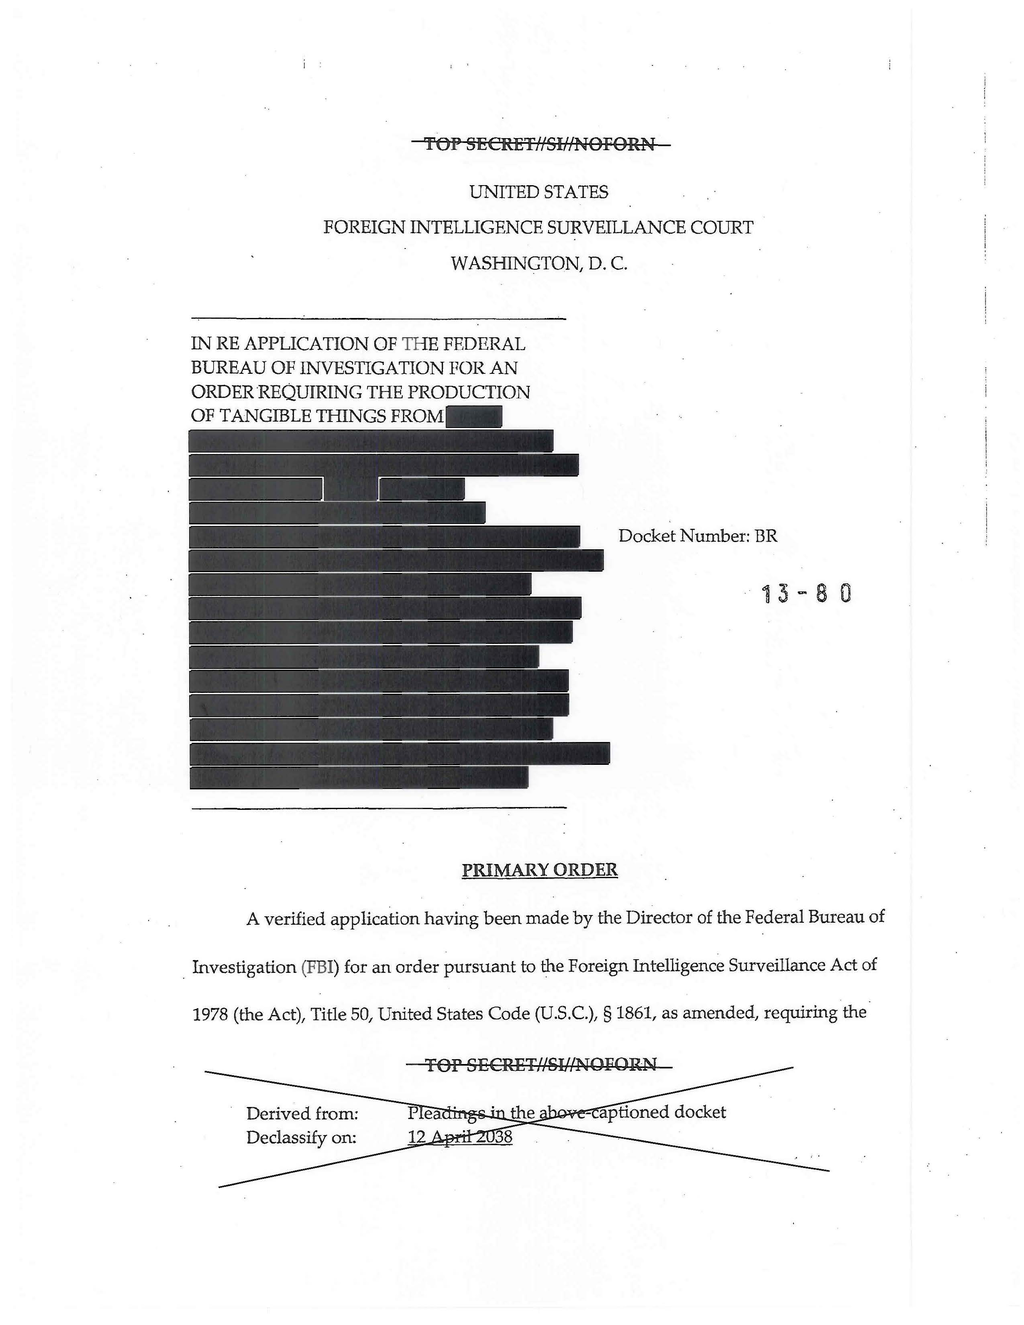 TOP SECRET//SI//NOFORN
UNITED STATES
FOREIGN INTELLIGENCE SURVEILLANCE COURT
WASHINGTON, D. C.
IN RE APPLICATION OF THE FEDERAL
BUREAU OF INVESTIGATION FOR AN
ORDER REQUIRING THE PRODUCTION
OF TANGIBLE THINGS FROM
Docket Number: BR
13-80
PRIMARY ORDER
A verified application having been made by the Director of the Federal Bureau of
Investigation (FBI) for an order pursuant to the Foreign Intelligence Surveillance Act of
1978 (the Act), Title 50, United States Code (U.S.C.), § 1861, as amended, requiring the
TOP SECRET//SI//NOFORN
Derived from: Pleadings in the above-captioned docket
Declassify on: 12 April 2038